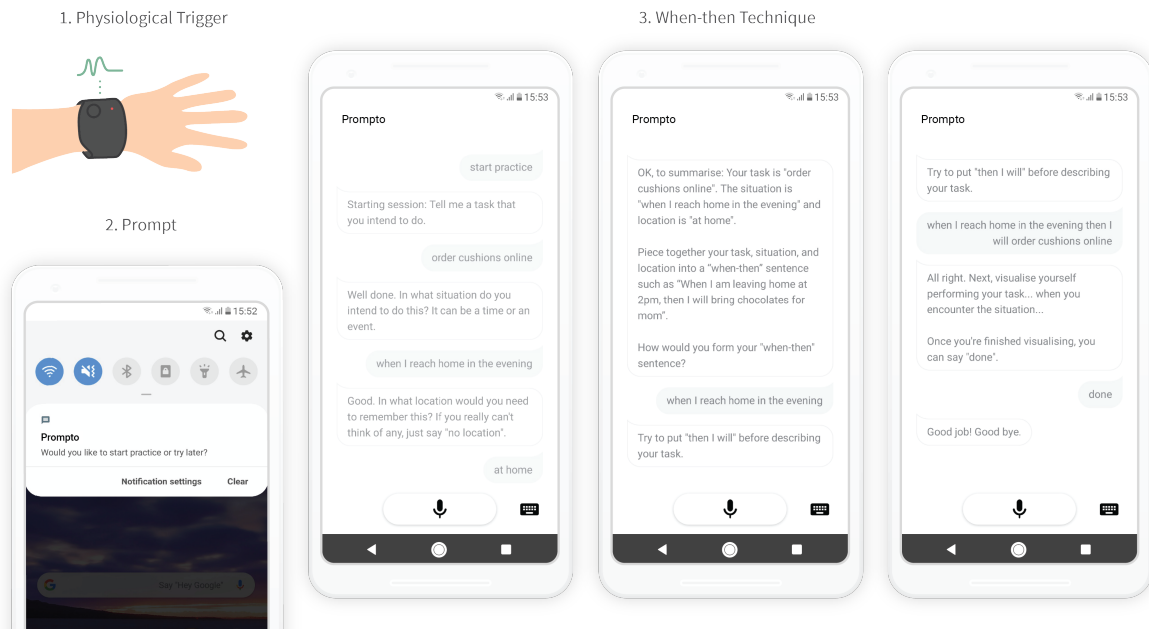 1. Physiological Trigger
2. Prompt
15:52
Prompto
Would you like to start practice or try later?
Notification settings Clear
G Say "Hey Google"
3. When-then Technique
15:53
Prompto
start practice
Starting session: Tell me a task that
you intend to do.
order cushions online
Well done. In what situation do you
intend to do this? It can be a time or an
event.
when I reach home in the evening
Good. In what location would you need
to remember this? If you really can't
think of any, just say "no location".
at home
15:53
Prompto
OK, to summarise: Your task is "order
cushions online". The situation is
"when I reach home in the evening" and
location is "at home".
Piece together your task, situation, and
location into a "when-then" sentence
such as "When I am leaving home at
2pm, then I will bring chocolates for
mom".
How would you form your "when-then"
sentence?
when I reach home in the evening
Try to put "then I will" before describing
your task.
15:53
Prompto
Try to put "then I will" before describing
your task.
when I reach home in the evening then I
will order cushions online
All right. Next, visualise yourself
performing your task... when you
encounter the situation...
Once you're finished visualising, you
can say "done".
done
Good job! Good bye.